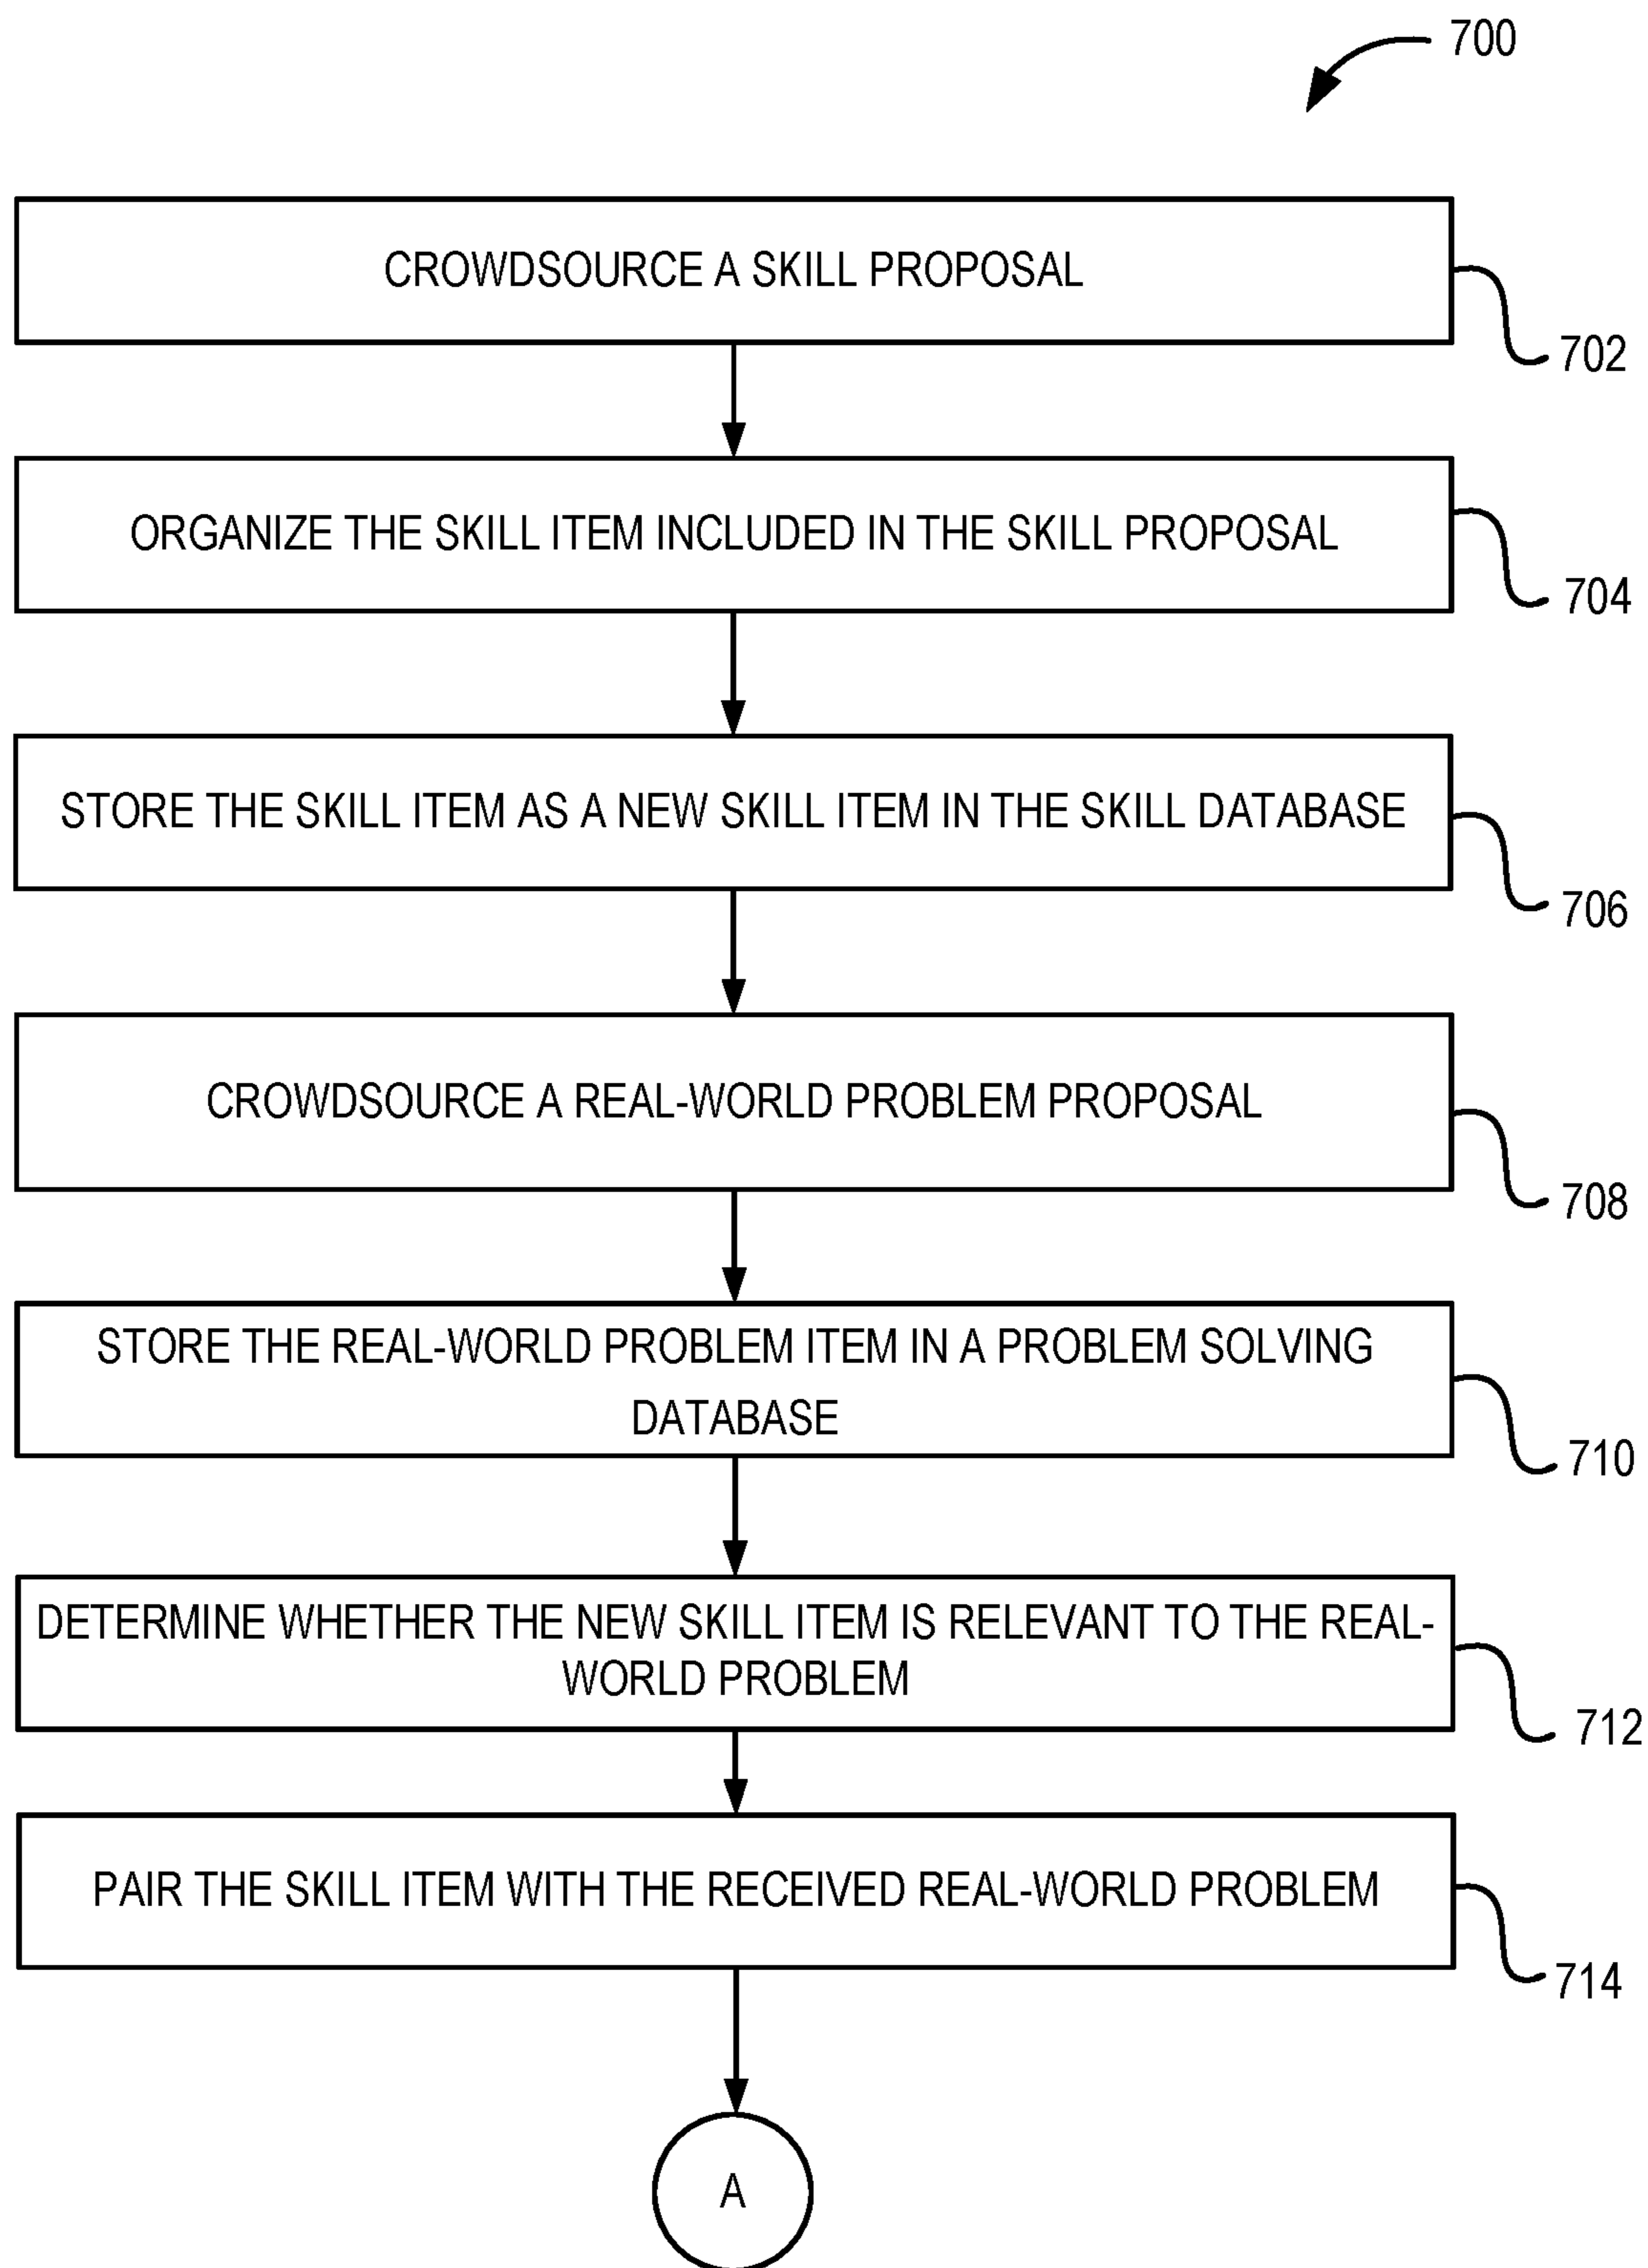 700
CROWDSOURCE A SKILL PROPOSAL
702
ORGANIZE THE SKILL ITEM INCLUDED IN THE SKILL PROPOSAL
704
STORE THE SKILL ITEM AS A NEW SKILL ITEM IN THE SKILL DATABASE
706
CROWDSOURCE A REAL-WORLD PROBLEM PROPOSAL
708
STORE THE REAL-WORLD PROBLEM ITEM IN A PROBLEM SOLVING
DATABASE
710
DETERMINE WHETHER THE NEW SKILL ITEM IS RELEVANT TO THE REAL-
WORLD PROBLEM
712
PAIR THE SKILL ITEM WITH THE RECEIVED REAL-WORLD PROBLEM
714
A